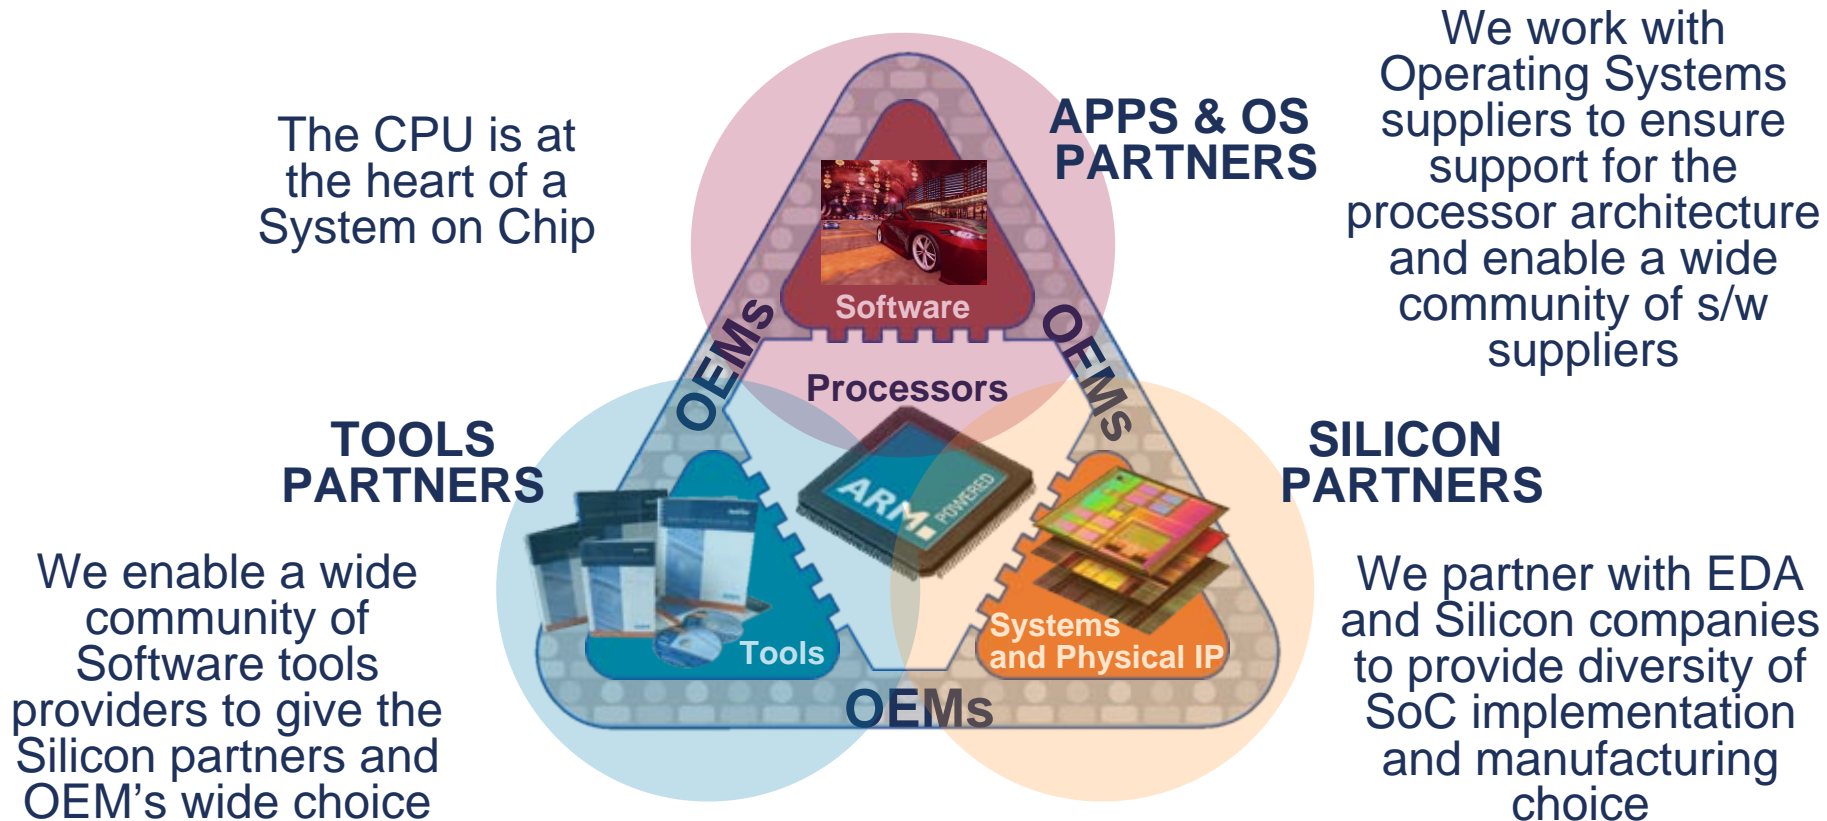 The CPU is at
the heart of a
System on Chip
APPS & OS
PARTNERS
We work with
Operating Systems
suppliers to ensure
support for the
processor architecture
and enable a wide
community of s/w
suppliers
Software
OEMs
OEMs
Processors
ARM
POWERED
TOOLS
PARTNERS
SILICON
PARTNERS
We enable a wide
community of
Software tools
providers to give the
Silicon partners and
OEM’s wide choice
Tools
Systems
and Physical IP
OEMs
We partner with EDA
and Silicon companies
to provide diversity of
SoC implementation
and manufacturing
choice